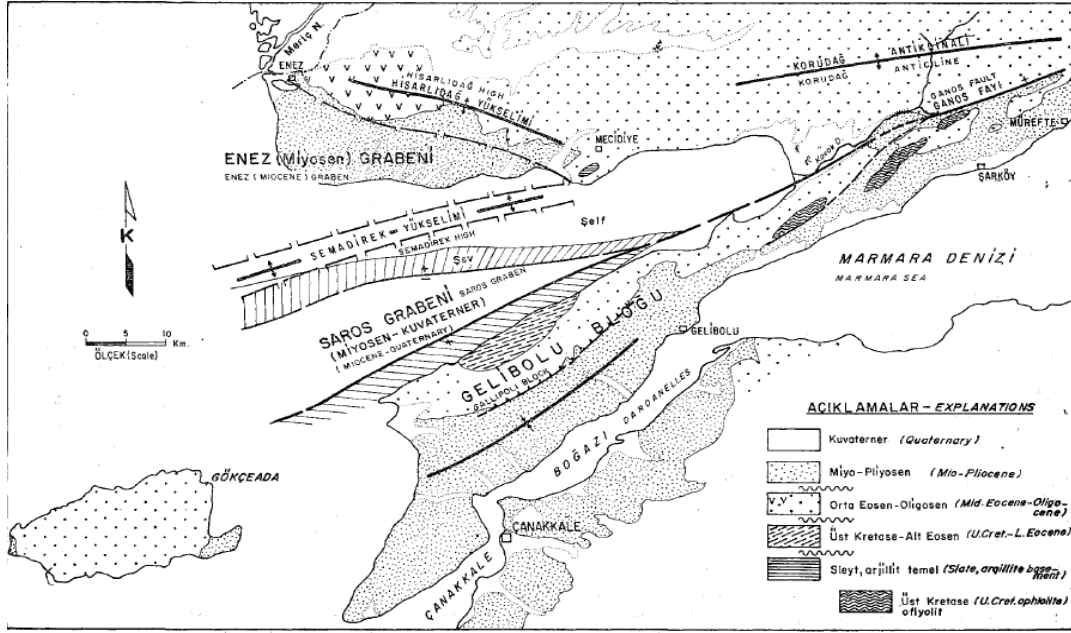 Meriç N.
ENEZ
HİSARLIDAĞ HIGH
HİSARLIDAĞ YÜKSELİMİ
MECİDİYE
KORUDAĞ ANTİKLİNALİ
KORUDAĞ ANTICLINE
GANOS FAULT
GANOS FAYI
MÜREFTE
ŞARKÖY
ENEZ (Miyosen) GRABENİ
ENEZ (MIOCENE) GRABEN
SEMADİREK - YÜKSELİMİ
SEMADİREK HIGH
Şelf
Şev
K
0 5 10 Km.
ÖLÇEK (Scale)
SAROS GRABENİ SAROS GRABEN
(MİYOSEN-KUVATERNER)
(MIOCENE-QUATERNARY)
MARMARA DENİZİ
MARMARA SEA
GELİBOLU BLOĞU
GALLIPOLI BLOCK
GELİBOLU
ÇANAKKALE BOĞAZI DARDANELLES
ÇANAKKALE
GÖKÇEADA
AÇIKLAMALAR - EXPLANATIONS
Kuvaterner (Quaternary)
Miyo-Pliyosen (Mio-Pliocene)
v v Orta Eosen-Oligosen (Mid. Eocene-Oligo-
cene)
Üst Kretase-Alt Eosen (U.Cret.-L.Eocene)
Sleyt, arjillit temel (Slate, argillite base-
ment)
Üst Kretase (U.Cret. ophiolite)
ofiyolit